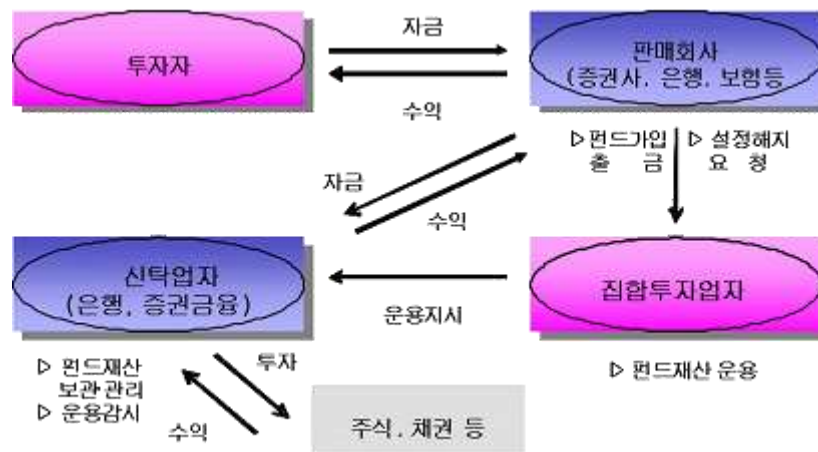 자금
투자자
판매회사
(증권사, 은행, 보험등
수익
▷펀드가입
출 금
▷ 설정해지
요 청
자금
수익
신탁업자
(은행, 증권금융)
집합투자업자
운용지시
▷ 펀드재산
보관·관리
▷ 운용감시
투자
수익
▷ 펀드재산 운용
주식, 채권 등